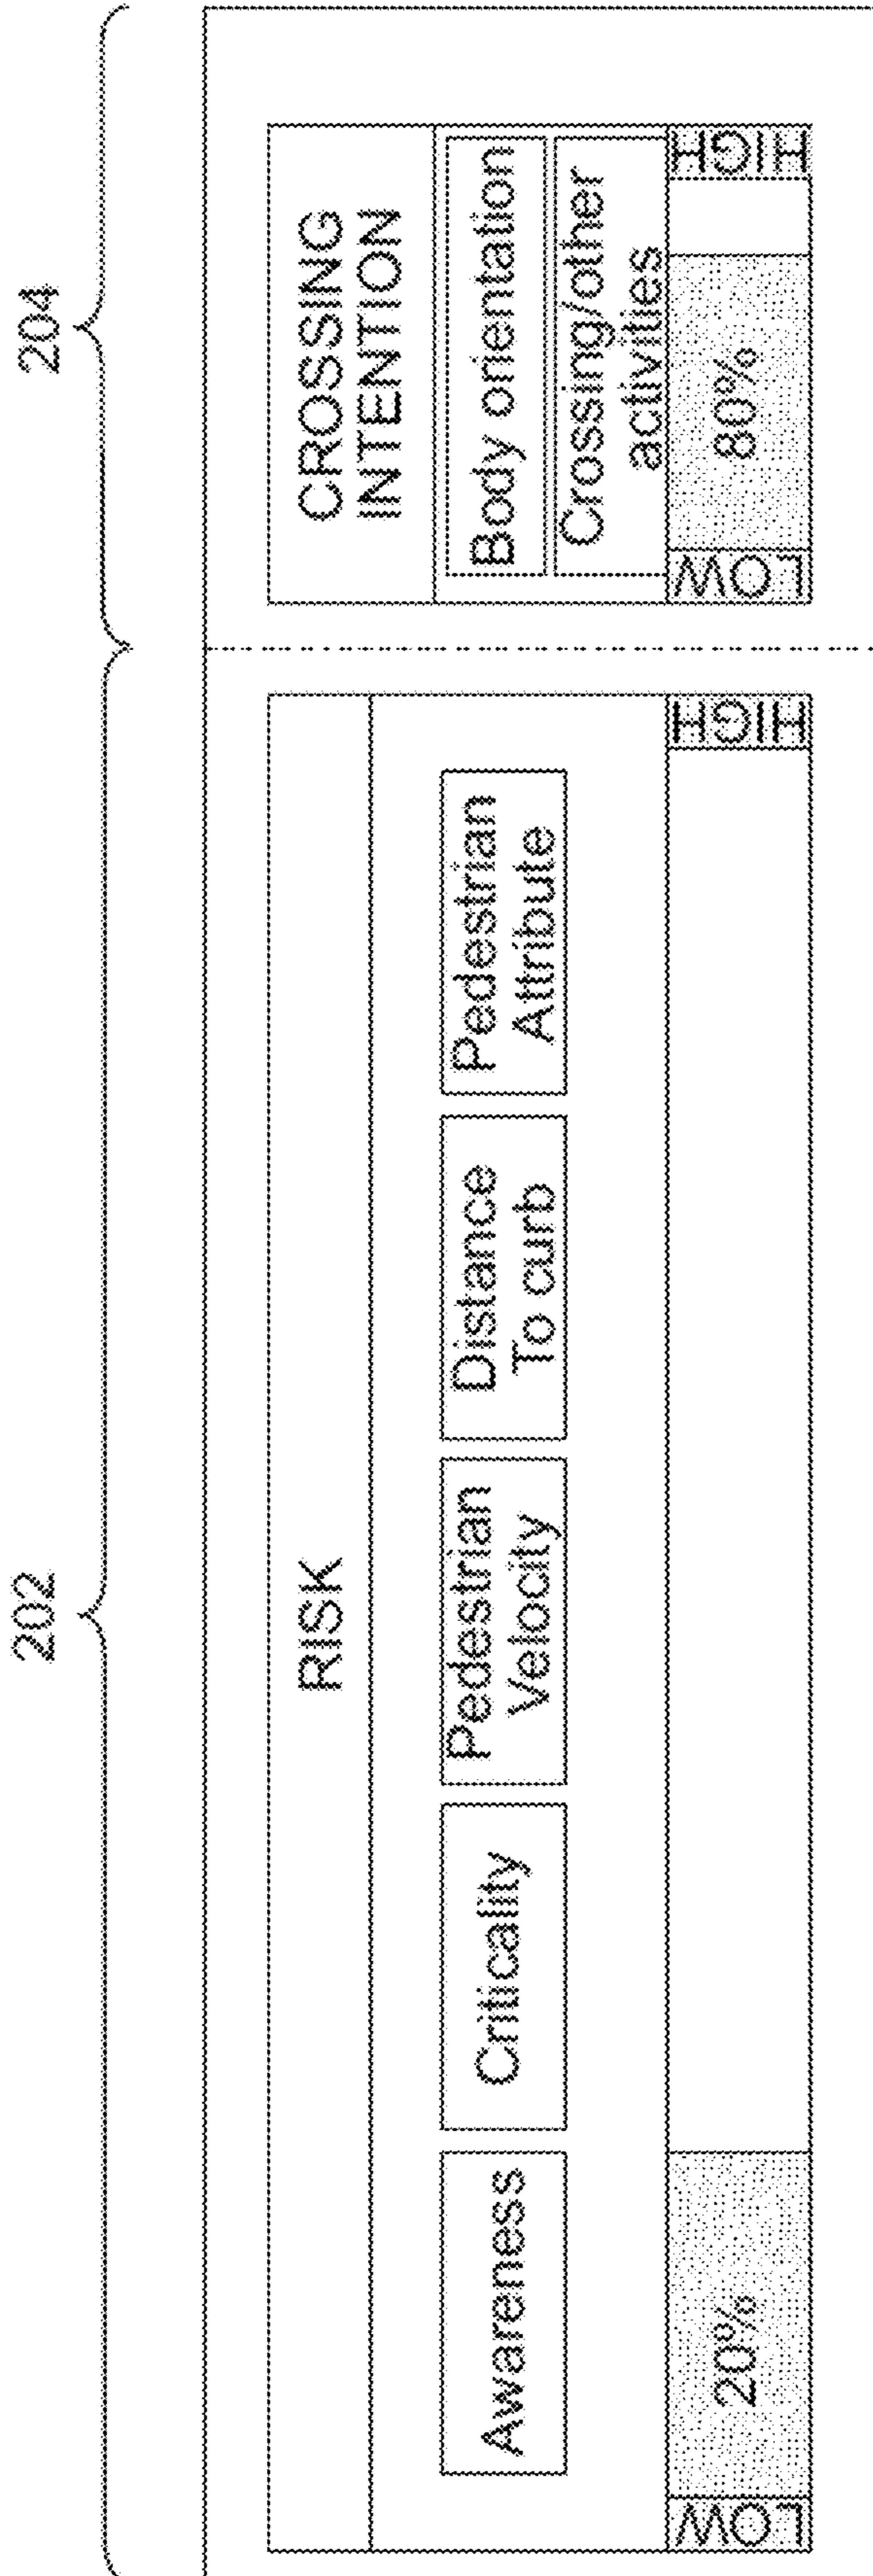 202
204
RISK
Awareness
Criticality
Pedestrian
Velocity
Distance
To curb
Pedestrian
Attribute
LOW
20%
HIGH
CROSSING
INTENTION
Body orientation
Crossing/other
activities
LOW
80%
HIGH